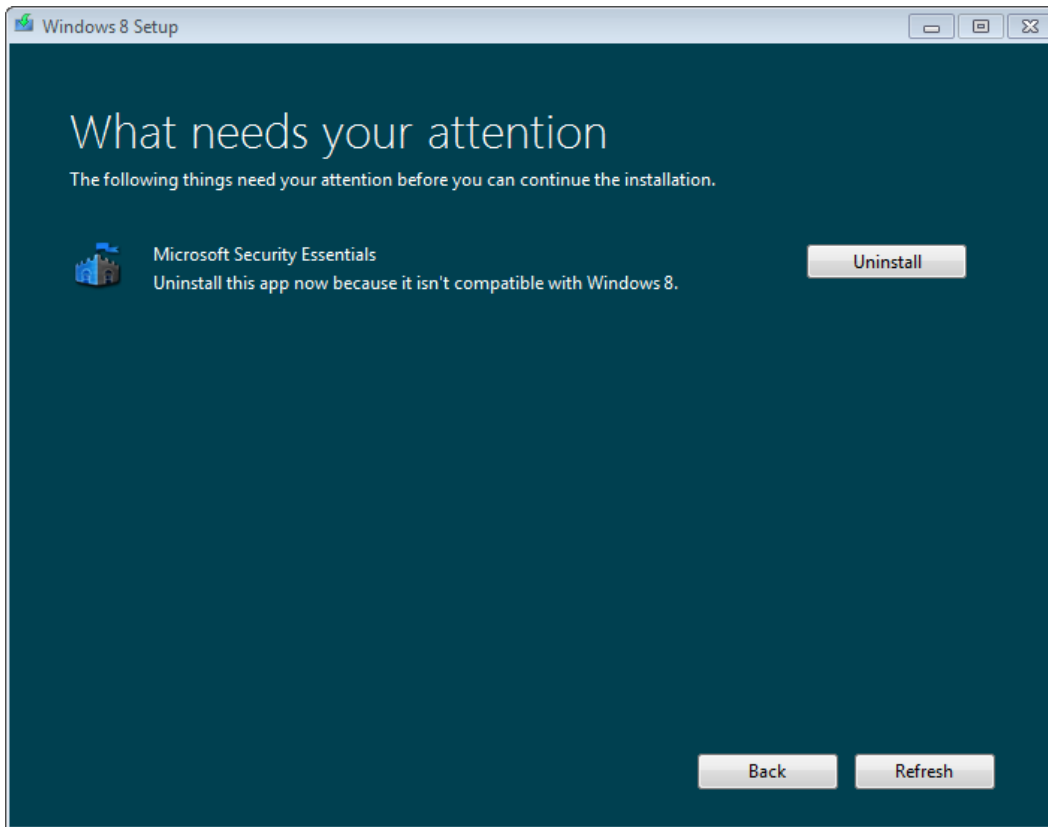 Windows 8 Setup
What needs your attention
The following things need your attention before you can continue the installation.
Microsoft Security Essentials
Uninstall this app now because it isn't compatible with Windows 8.
Uninstall
Back
Refresh